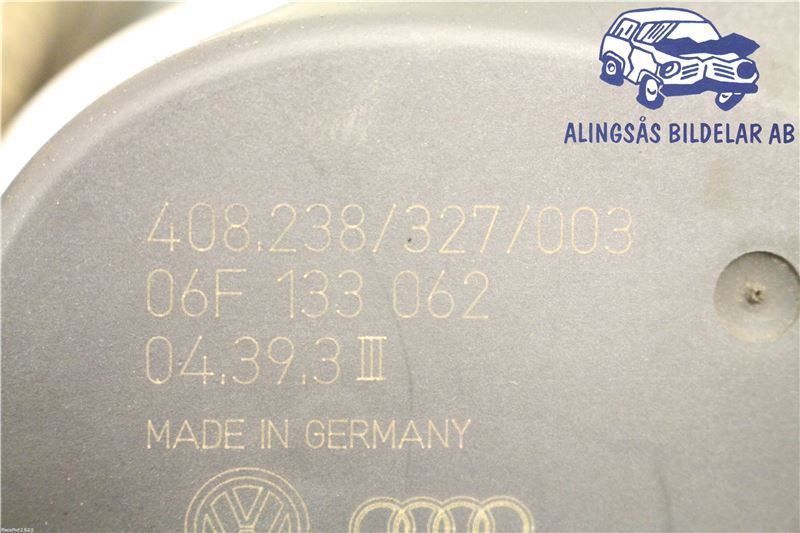 ALINGSÅS BILDELAR AB
408.238/327/003
06F 133 062
04.39.3 III
MADE IN GERMANY